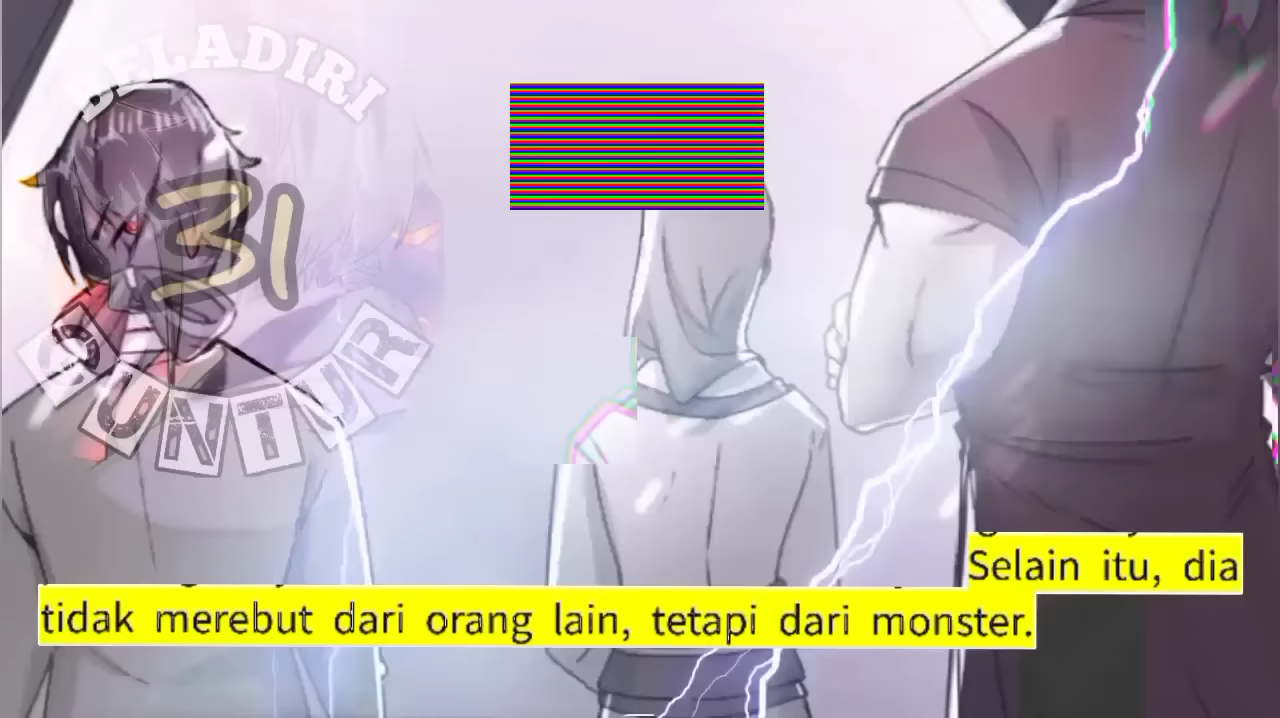 BELADIRI
31
GUNTUR
Selain itu, dia
tidak merebut dari orang lain, tetapi dari monster.